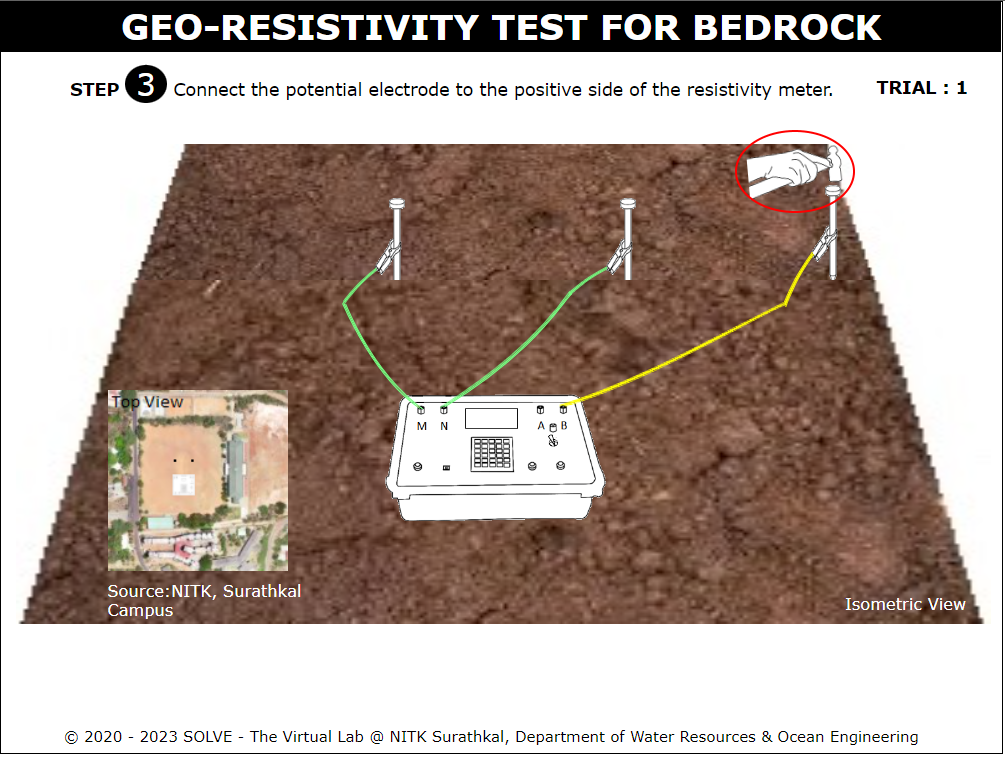 GEO-RESISTIVITY TEST FOR BEDROCK
STEP 3 Connect the potential electrode to the positive side of the resistivity meter.
TRIAL : 1
Top View
M N A B
Source:NITK, Surathkal
Campus
Isometric View
© 2020 - 2023 SOLVE - The Virtual Lab @ NITK Surathkal, Department of Water Resources & Ocean Engineering